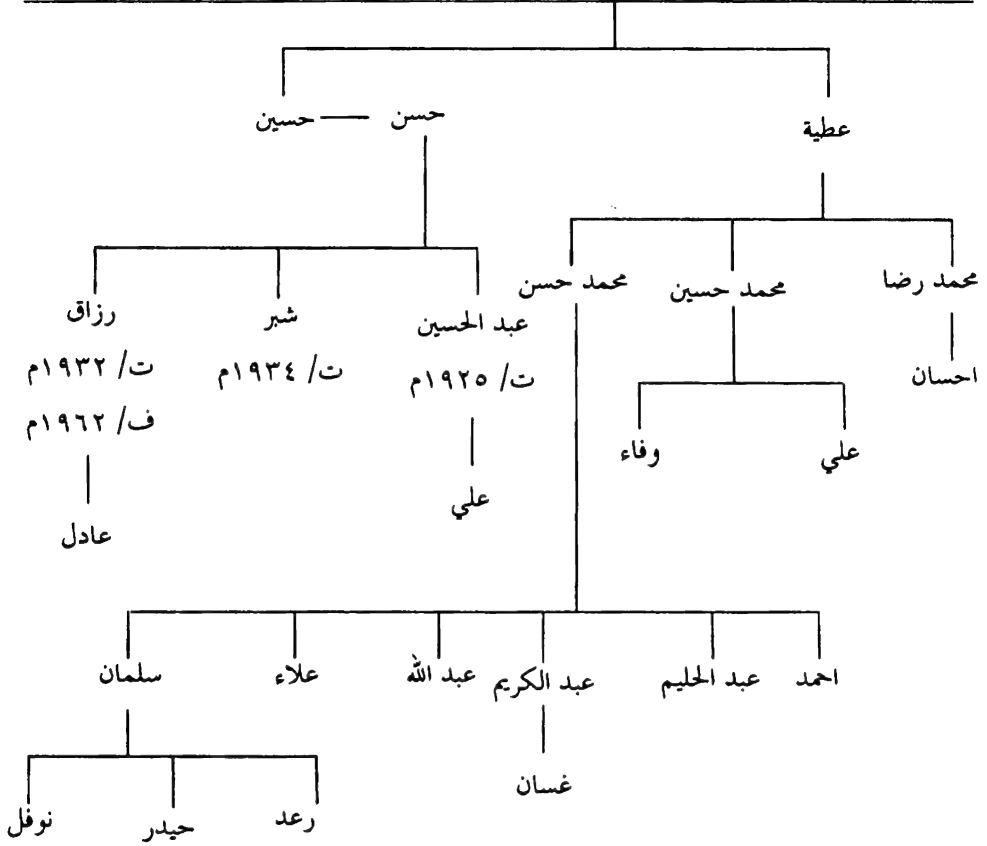 عطية
حسن — حسين
محمد رضا
محمد حسين
محمد حسن
عبد الحسين
شبر
رزاق
ت/ ١٩٢٥م
ت/ ١٩٣٤م
ت/ ١٩٣٢م
ف/ ١٩٦٢م
احسان
علي
وفاء
علي
عادل
احمد
عبد الحليم
عبد الكريم
عبد الله
علاء
سلمان
غسان
رعد
حيدر
نوفل